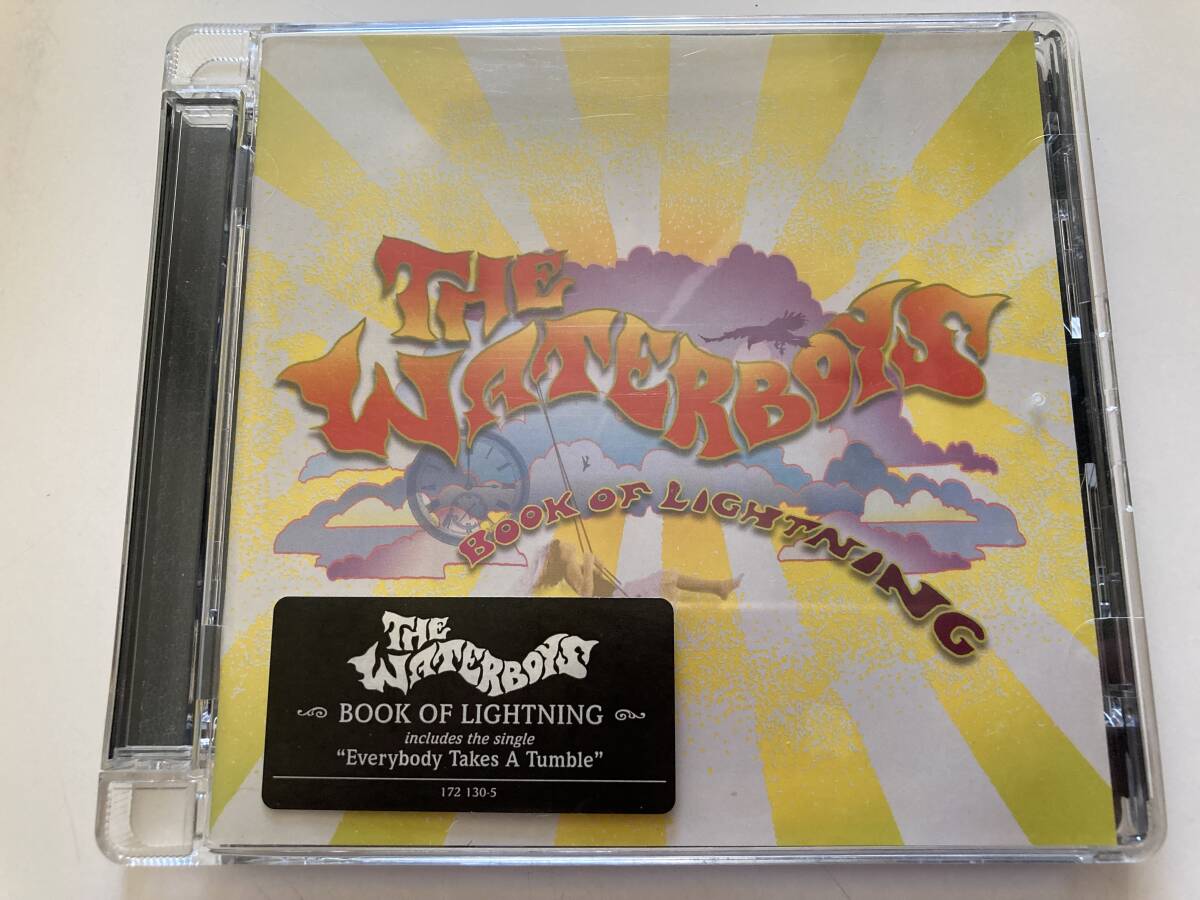 THE
WATERBOYS
BOOK OF LIGHTNING
THE
WATERBOYS
BOOK OF LIGHTNING
includes the single
“Everybody Takes A Tumble”
172 130-5